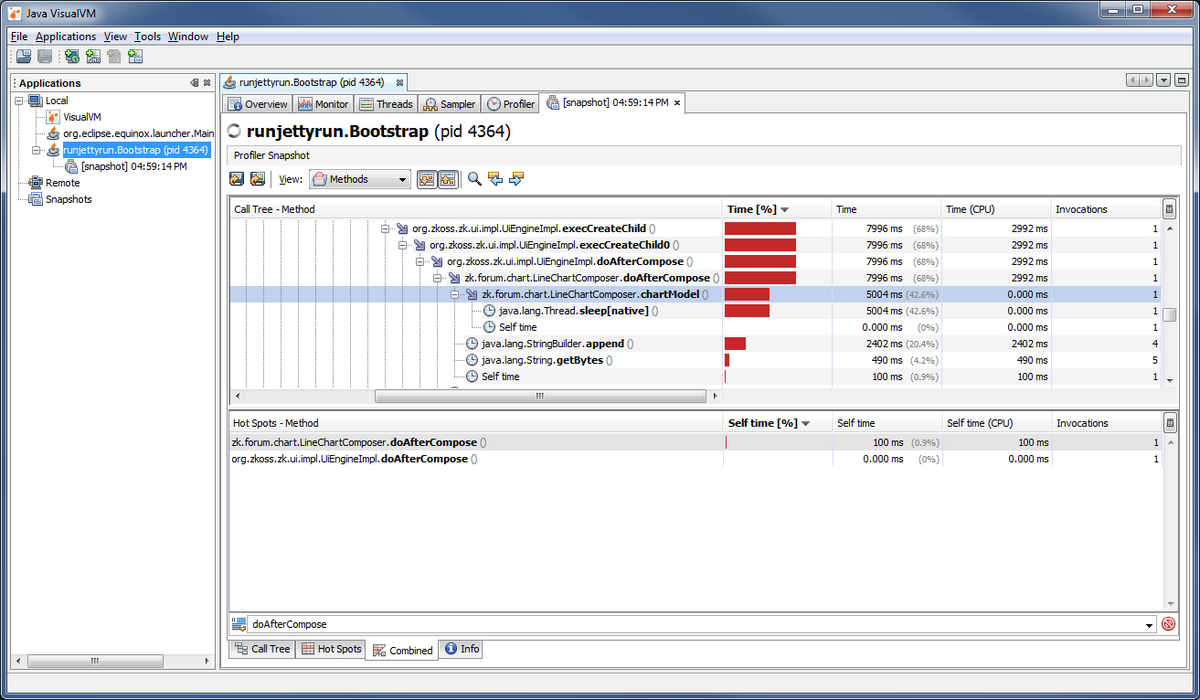 Java VisualVM
File Applications View Tools Window Help
Applications
Local
VisualVM
org.eclipse.equinox.launcher.Main
runjettyrun.Bootstrap (pid 4364)
[snapshot] 04:59:14 PM
Remote
Snapshots
runjettyrun.Bootstrap (pid 4364)
Overview Monitor Threads Sampler Profiler [snapshot] 04:59:14 PM
runjettyrun.Bootstrap (pid 4364)
Profiler Snapshot
View: Methods
Call Tree - Method Time [%] Time Time (CPU) Invocations
org.zkoss.zk.ui.impl.UiEngineImpl.execCreateChild () 7996 ms (68%) 2992 ms 1
org.zkoss.zk.ui.impl.UiEngineImpl.execCreateChild0 () 7996 ms (68%) 2992 ms 1
org.zkoss.zk.ui.impl.UiEngineImpl.doAfterCompose () 7996 ms (68%) 2992 ms 1
zk.forum.chart.LineChartComposer.doAfterCompose () 7996 ms (68%) 2992 ms 1
zk.forum.chart.LineChartComposer.chartModel () 5004 ms (42.6%) 0.000 ms 1
java.lang.Thread.sleep[native] () 5004 ms (42.6%) 0.000 ms 1
Self time 0.000 ms (0%) 0.000 ms 1
java.lang.StringBuilder.append () 2402 ms (20.4%) 2402 ms 4
java.lang.String.getBytes () 490 ms (4.2%) 490 ms 5
Self time 100 ms (0.9%) 100 ms 1
Hot Spots - Method Self time [%] Self time Self time (CPU) Invocations
zk.forum.chart.LineChartComposer.doAfterCompose () 100 ms (0.9%) 100 ms 1
org.zkoss.zk.ui.impl.UiEngineImpl.doAfterCompose () 0.000 ms (0%) 0.000 ms 1
doAfterCompose
Call Tree Hot Spots Combined Info